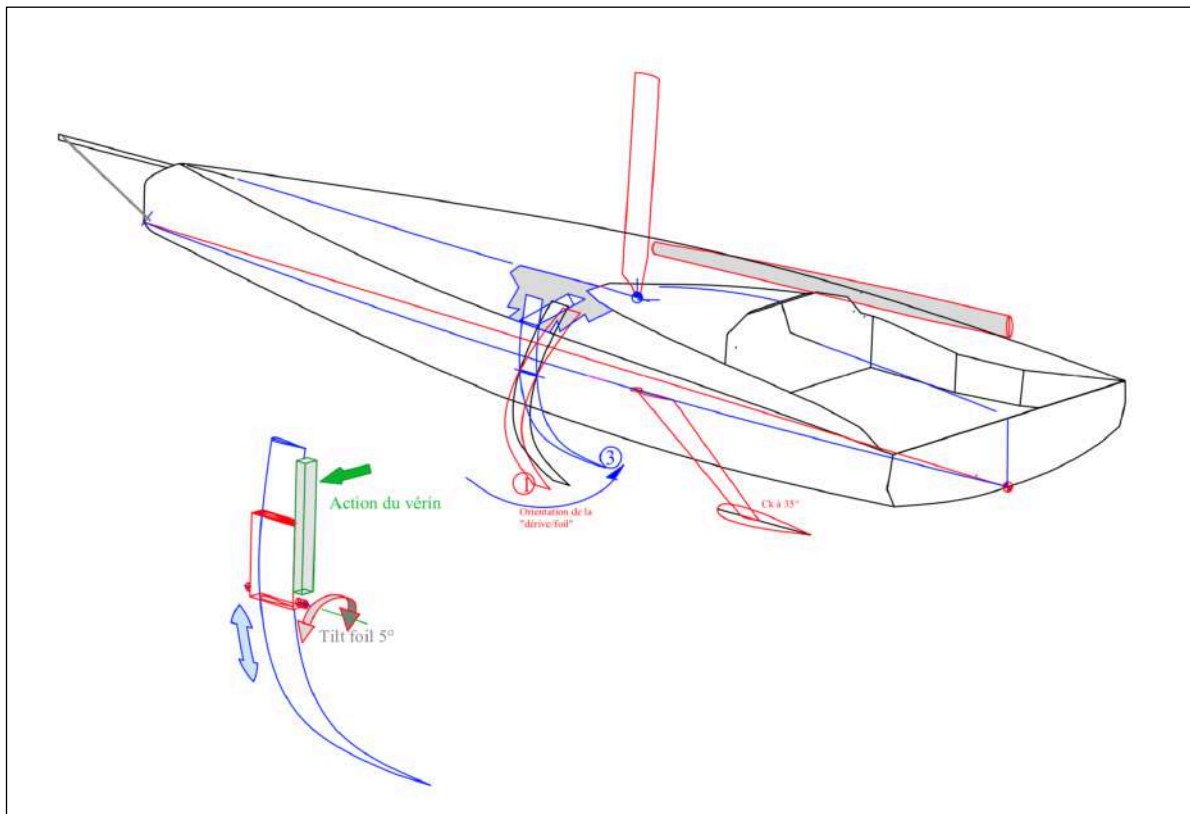 ③
①
Orientation de la
"dérive/foil"
Ck à 35°
Action du vérin
Tilt foil 5°